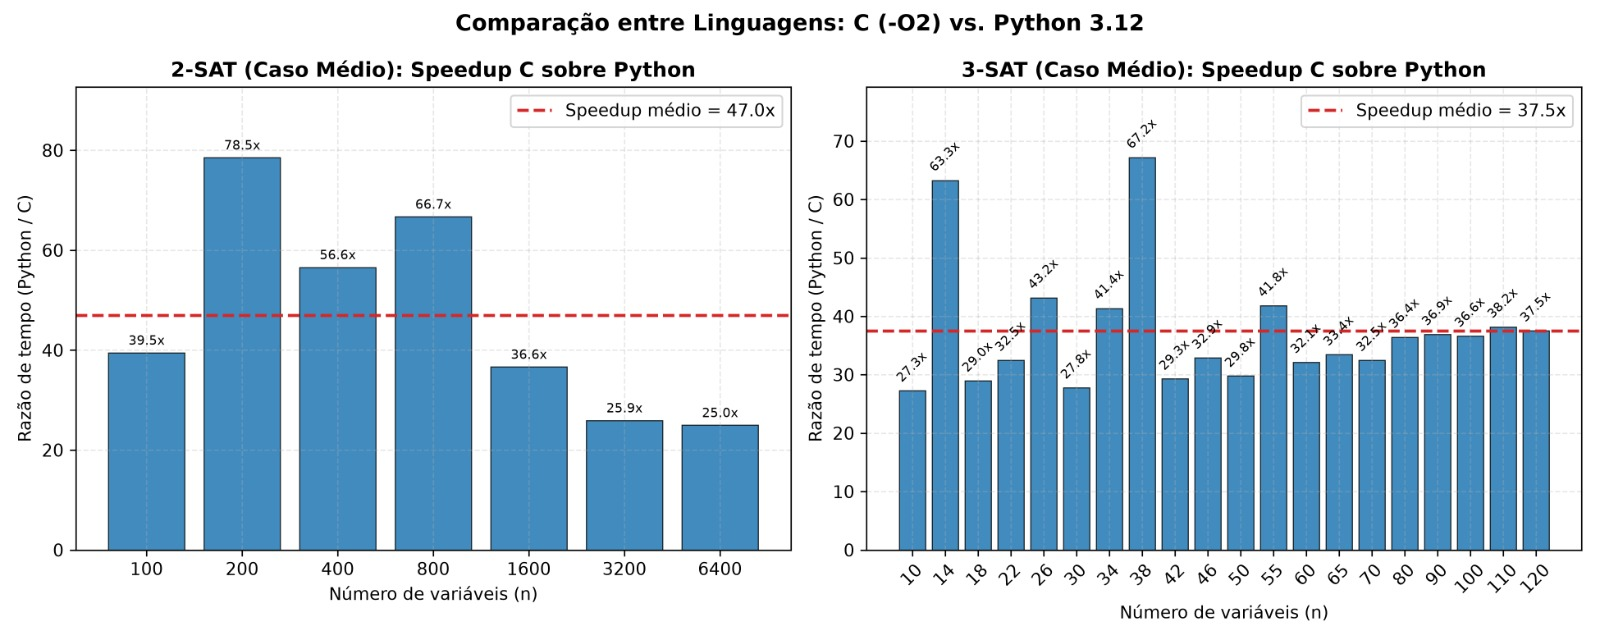 Comparação entre Linguagens: C (-O2) vs. Python 3.12
2-SAT (Caso Médio): Speedup C sobre Python
Speedup médio = 47.0x
Razão de tempo (Python / C)
80
60
40
20
0
39.5x
78.5x
56.6x
66.7x
36.6x
25.9x
25.0x
100 200 400 800 1600 3200 6400
Número de variáveis (n)
3-SAT (Caso Médio): Speedup C sobre Python
Speedup médio = 37.5x
Razão de tempo (Python / C)
70
60
50
40
30
20
10
0
27.3x
63.3x
29.0x
32.5x
43.2x
27.8x
41.4x
67.2x
29.3x
32.9x
29.8x
41.8x
32.1x
33.4x
32.5x
36.4x
36.9x
36.6x
38.2x
37.5x
10 14 18 22 26 30 34 38 42 46 50 55 60 65 70 80 90 100 110 120
Número de variáveis (n)